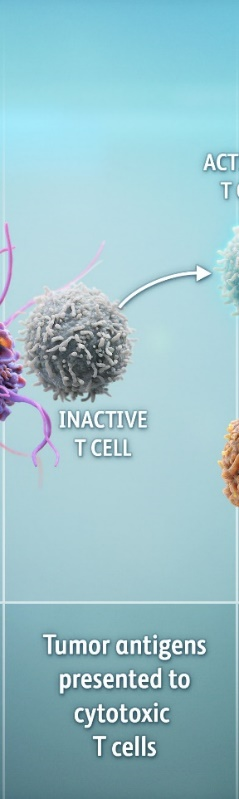 INACTIVE
T CELL
Tumor antigens
presented to
cytotoxic
T cells